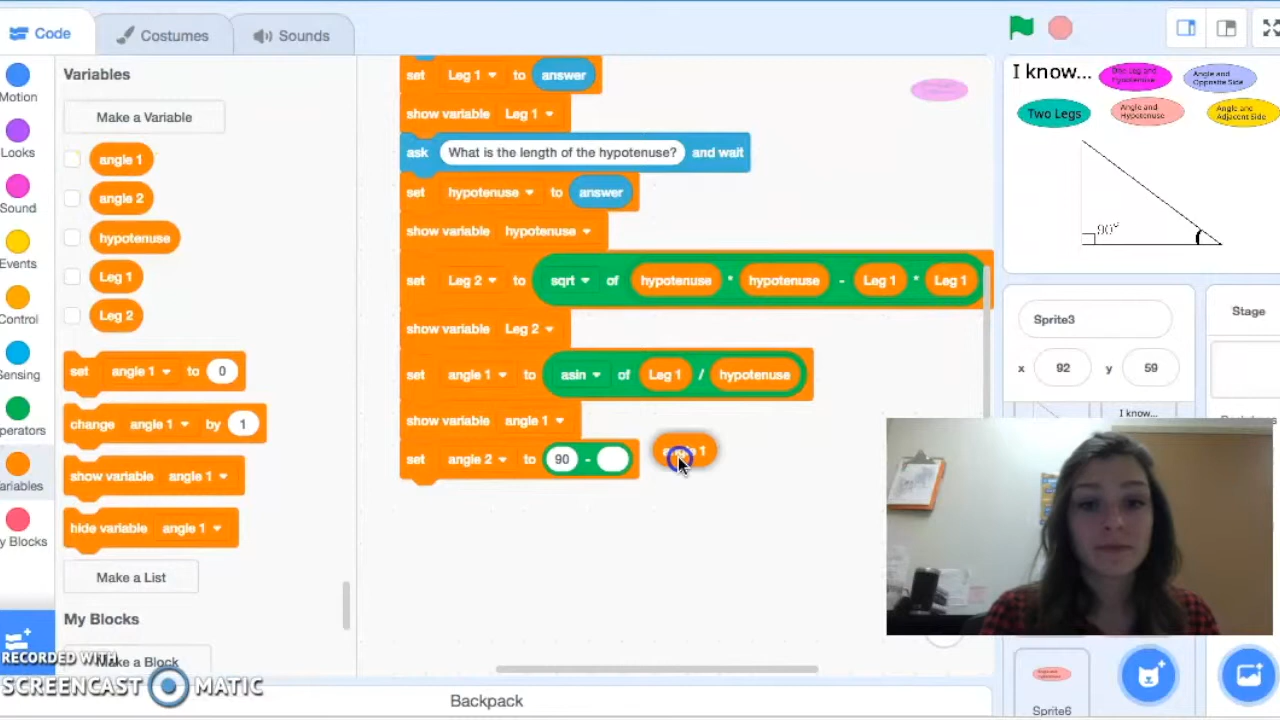 Code
Costumes
Sounds
Variables
Make a Variable
angle 1
angle 2
hypotenuse
Leg 1
Leg 2
set angle 1 to 0
change angle 1 by 1
show variable angle 1
hide variable angle 1
Make a List
My Blocks
Make a Block
Motion
Looks
Sound
Events
Control
Sensing
perators
ariables
y Blocks
RECORDED WITH
SCREENCAST MATIC
set Leg 1 to answer
show variable Leg 1
ask What is the length of the hypotenuse? and wait
set hypotenuse to answer
show variable hypotenuse
set Leg 2 to sqrt of hypotenuse * hypotenuse - Leg 1 * Leg 1
show variable Leg 2
set angle 1 to asin of Leg 1 / hypotenuse
show variable angle 1
set angle 2 to 90 -
Backpack
I know...
One Leg and
Hypotenuse
Angle and
Opposite Side
Two Legs
Angle and
Hypotenuse
Angle and
Adjacent Side
90°
Sprite3
Stage
x 92 y 59
I know...
Sprite6